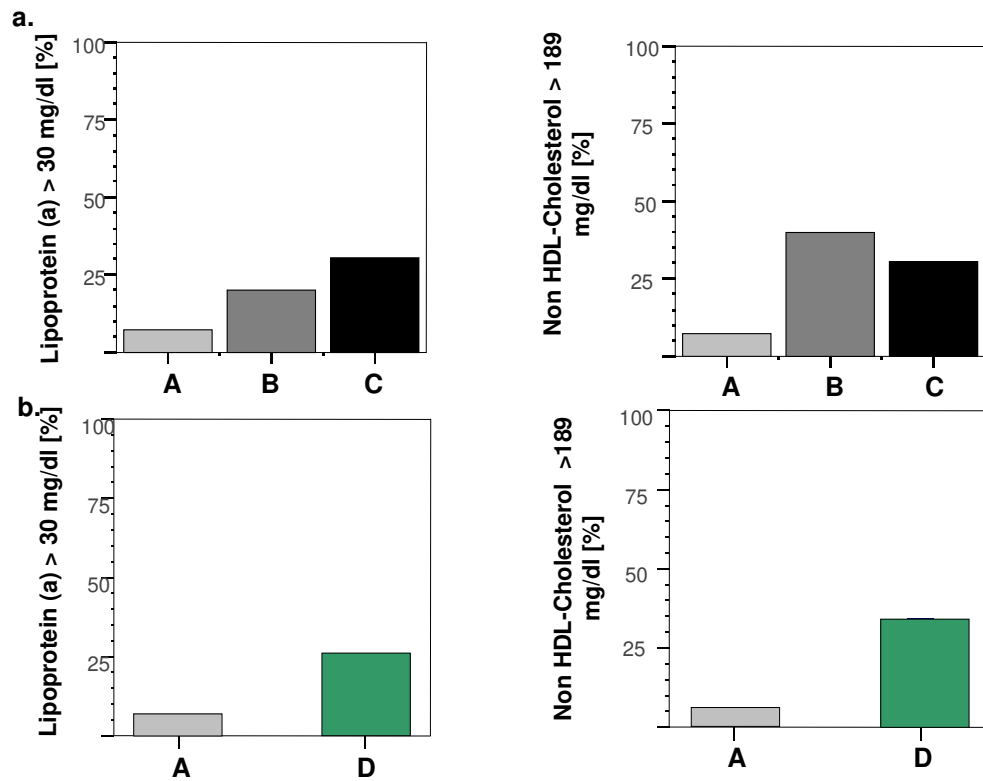 a.
Lipoprotein (a) > 30 mg/dl [%]
100
75
50
25
A B C
Non HDL-Cholesterol > 189
mg/dl [%]
100
75
50
25
A B C
b.
Lipoprotein (a) > 30 mg/dl [%]
100
75
50
25
A D
Non HDL-Cholesterol >189
mg/dl [%]
100
75
50
25
A D